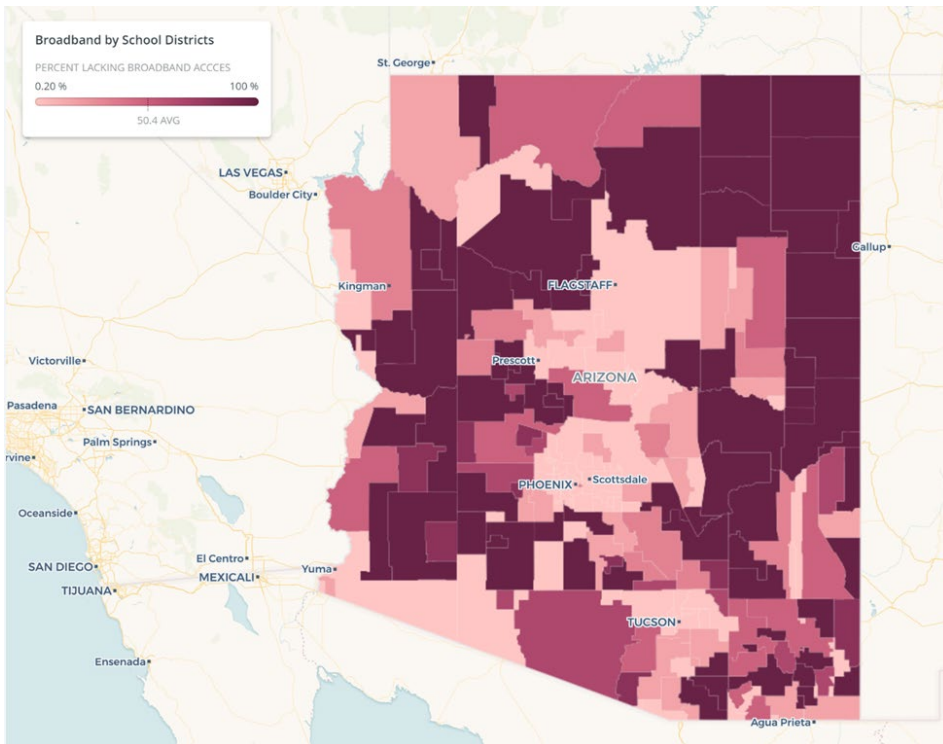 Broadband by School Districts
PERCENT LACKING BROADBAND ACCCES
0.20 %
100 %
50.4 AVG
St. George
LAS VEGAS
Boulder City
Gallup
Kingman
FLAGSTAFF
Victorville
Prescott
ARIZONA
Pasadena
SAN BERNARDINO
Palm Springs
rvine
PHOENIX
Scottsdale
Oceanside
El Centro
SAN DIEGO
MEXICALI
Yuma
TIJUANA
TUCSON
Ensenada
Agua Prieta